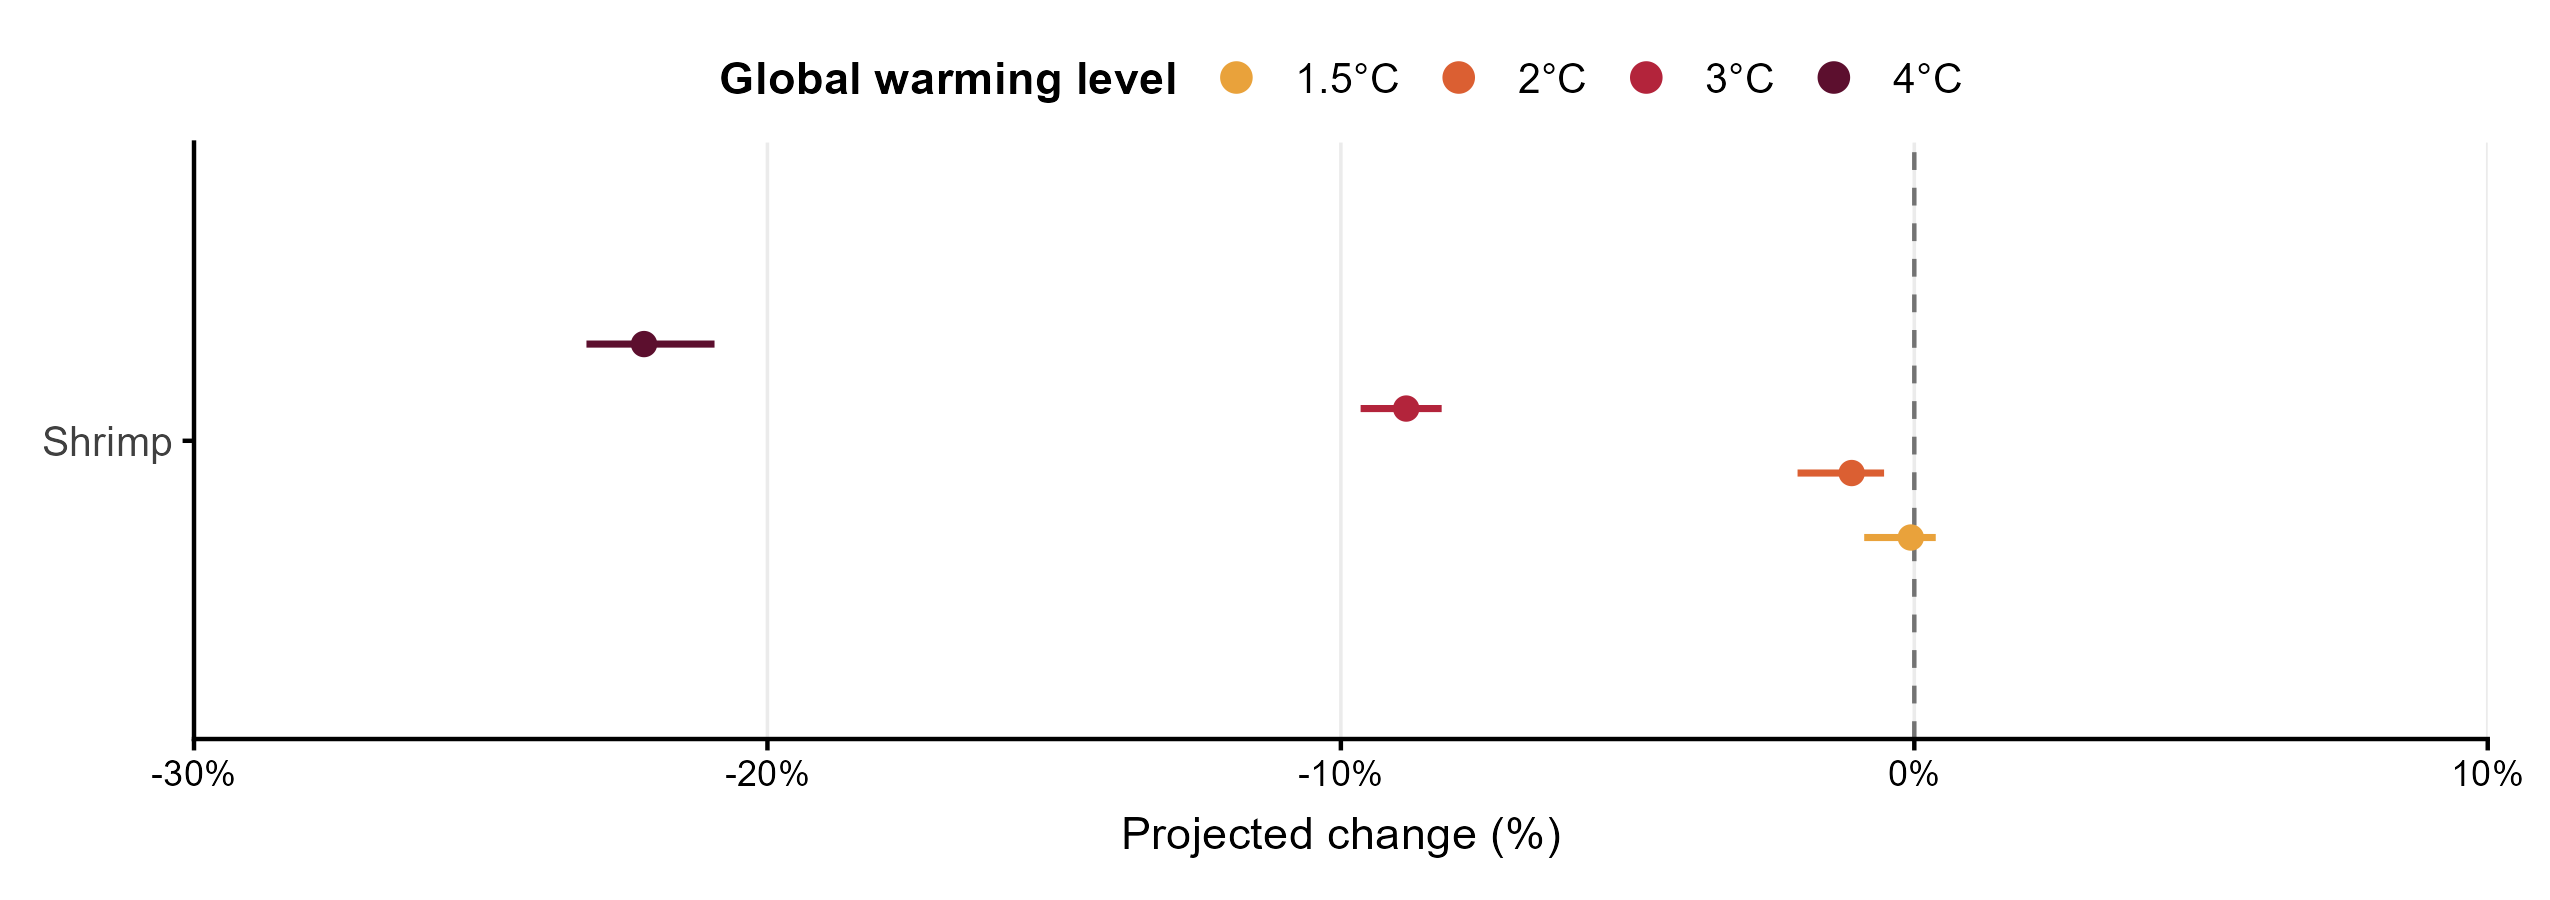 Global warming level 1.5°C 2°C 3°C 4°C
Shrimp
-30% -20% -10% 0% 10%
Projected change (%)